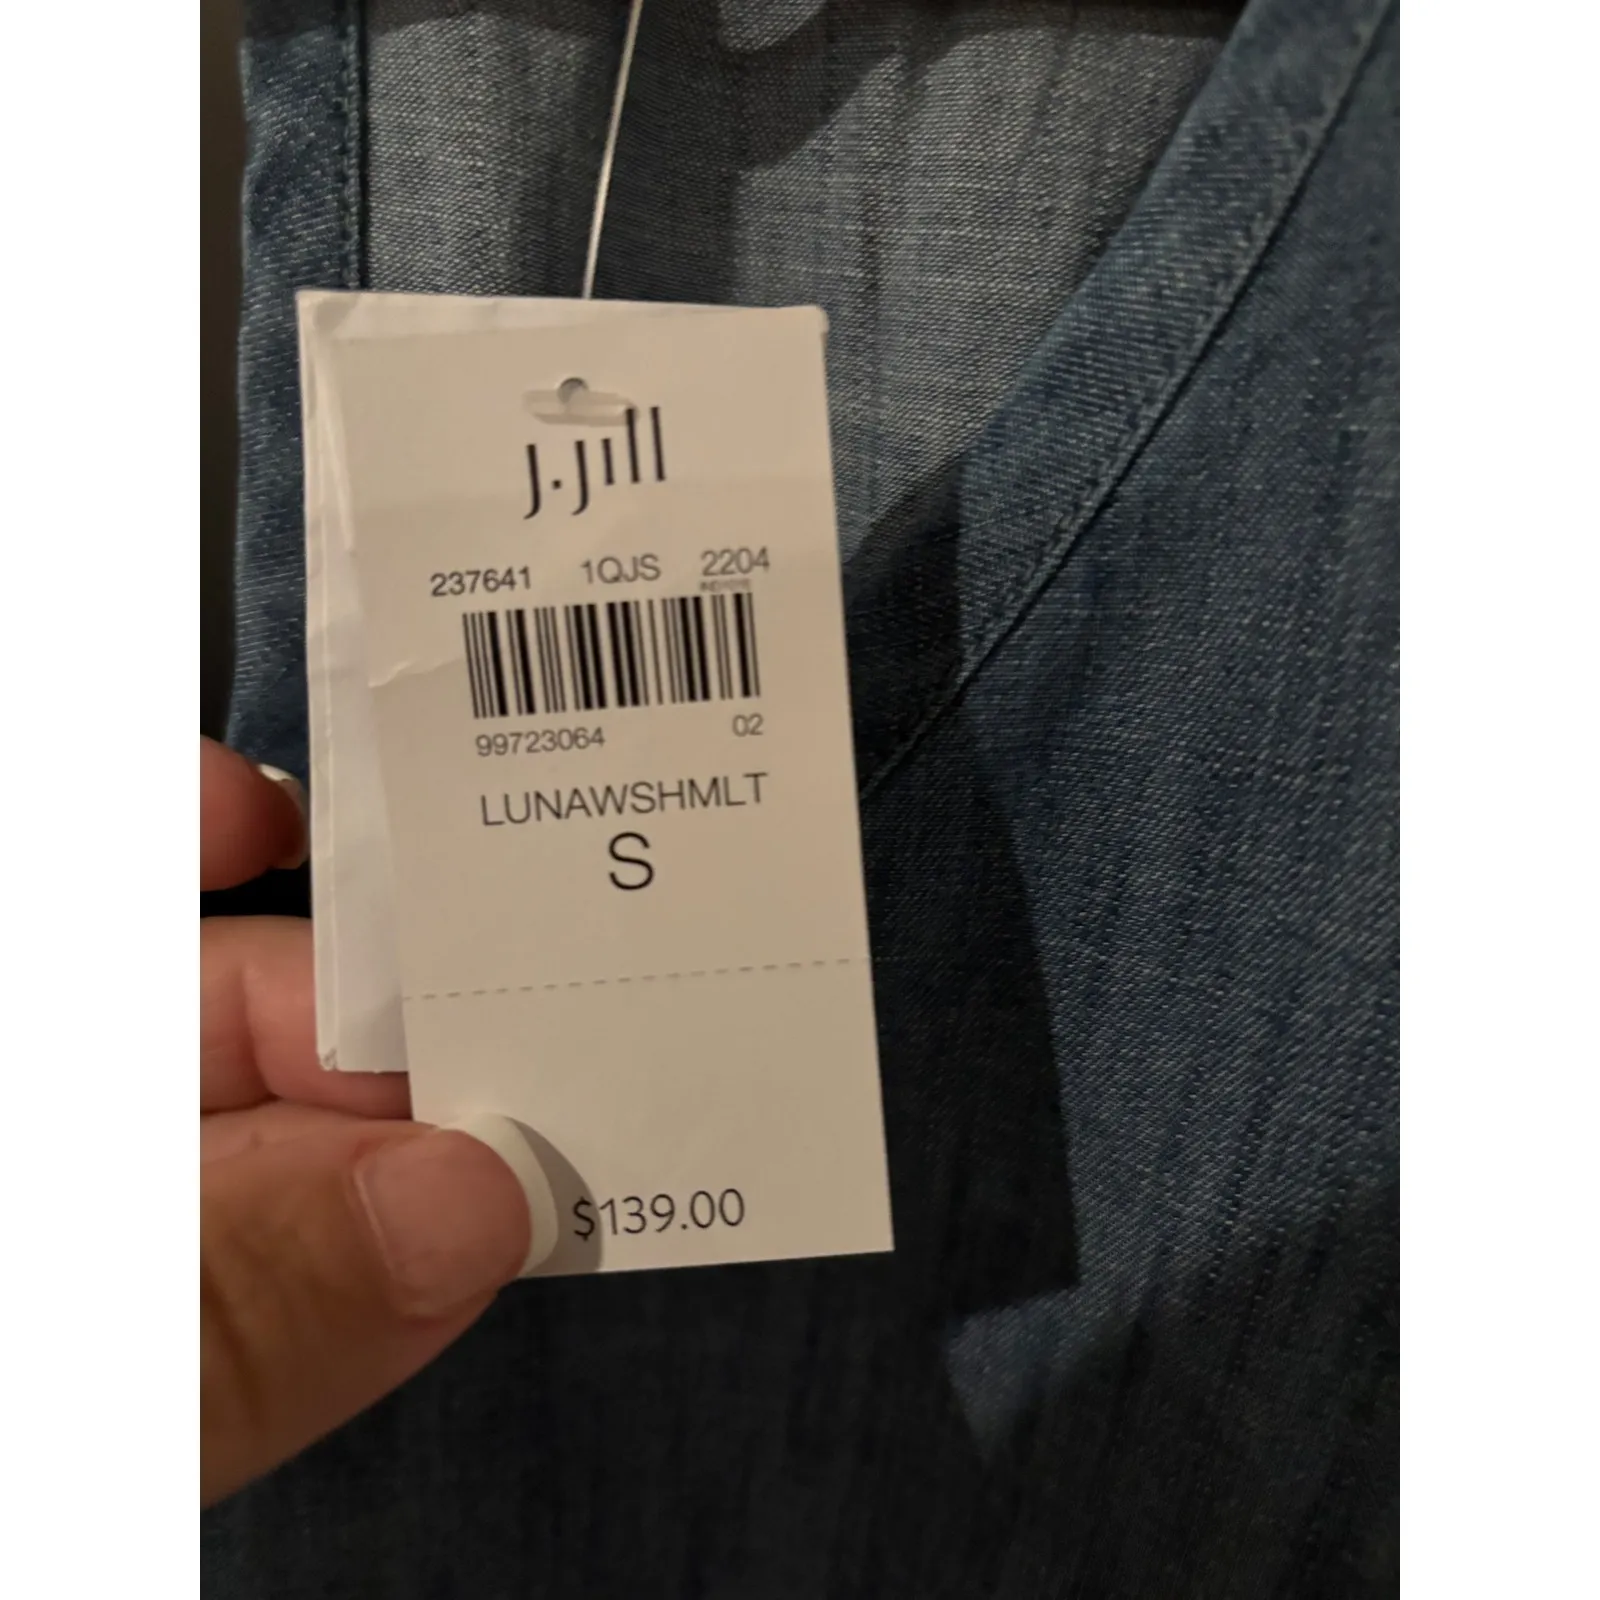 J.Jill
237641 1QJS 2204
99723064 02
LUNAWSHMLT
S
$139.00